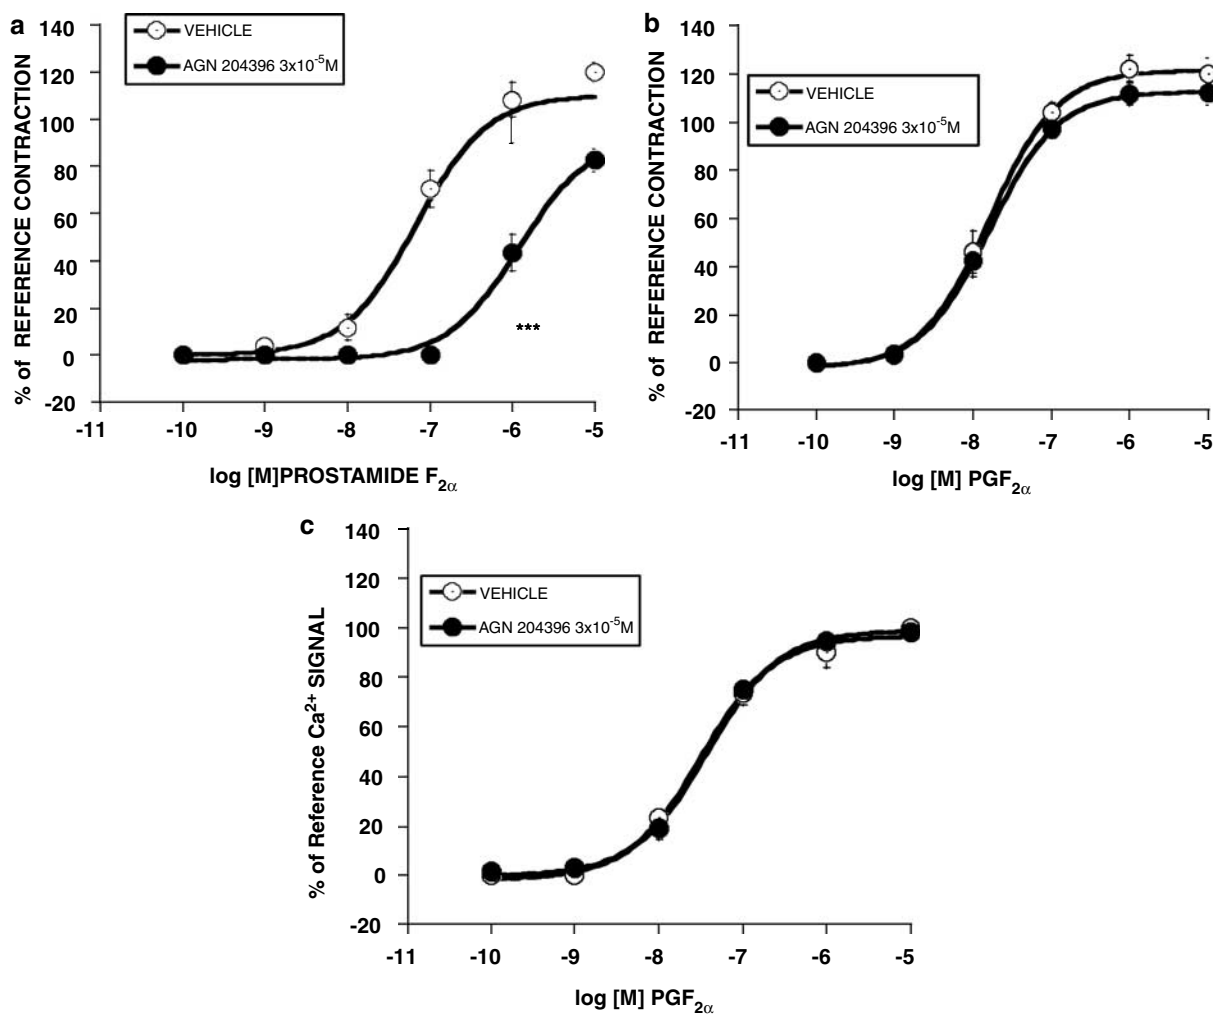 a
VEHICLE
AGN 204396 3x10⁻⁵M
% of REFERENCE CONTRACTION
140
120
100
80
60
40
20
0
-20
***
-11 -10 -9 -8 -7 -6 -5
log [M]PROSTAMIDE F₂α
b
VEHICLE
AGN 204396 3x10⁻⁵M
% of REFERENCE CONTRACTION
140
120
100
80
60
40
20
0
-20
-11 -10 -9 -8 -7 -6 -5
log [M] PGF₂α
c
VEHICLE
AGN 204396 3x10⁻⁵M
% of Reference Ca²⁺ SIGNAL
140
120
100
80
60
40
20
0
-20
-11 -10 -9 -8 -7 -6 -5
log [M] PGF₂α